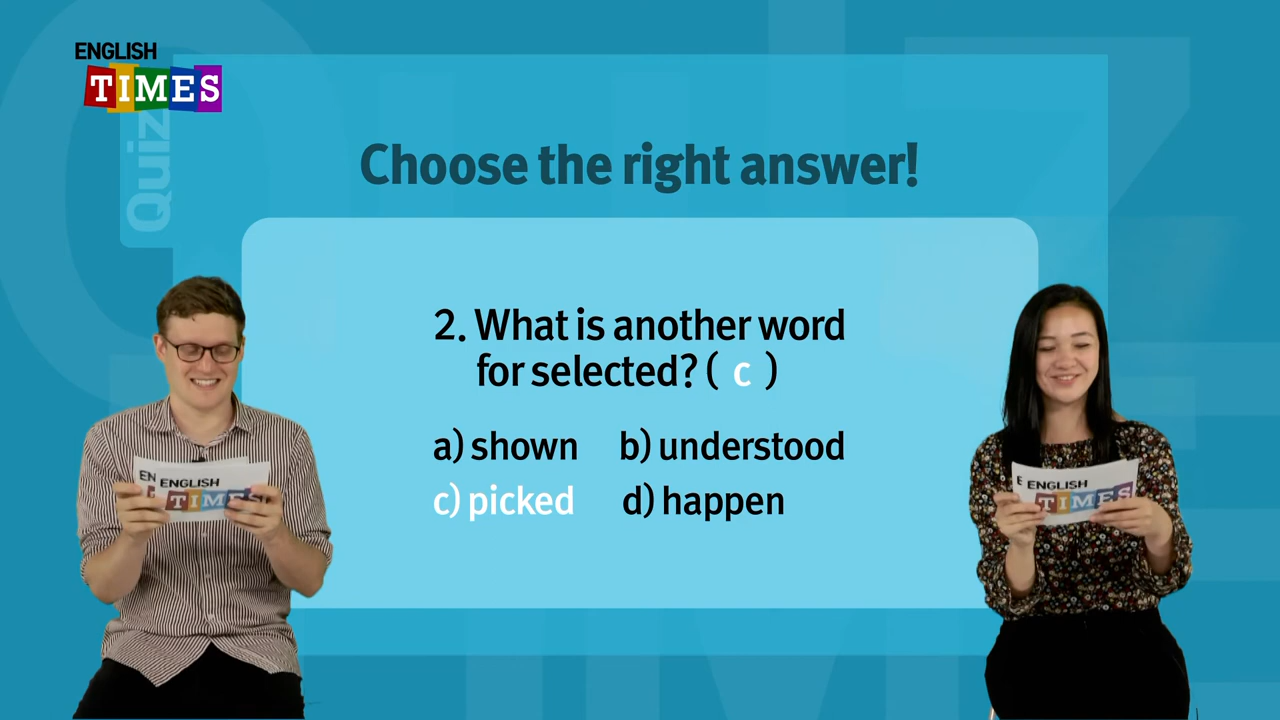 ENGLISH
TIMES
Quiz
Choose the right answer!
2. What is another word
for selected? ( c )
a) shown b) understood
c) picked d) happen
EN ENGLISH
TIMES
E ENGLISH
TIMES